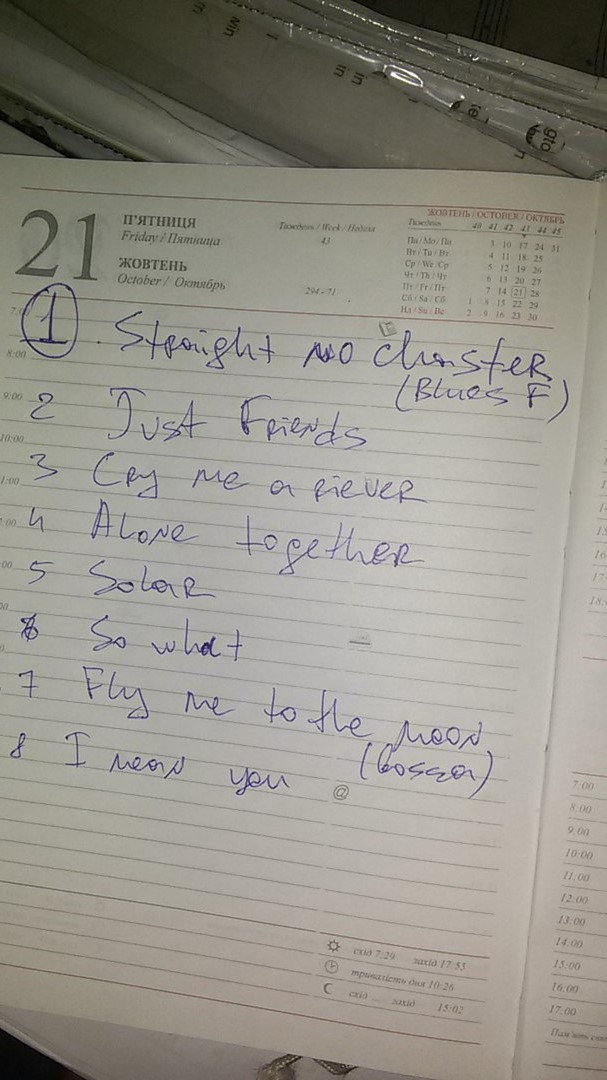 21
П'ЯТНИЦЯ
Friday / Пятница
ЖОВТЕНЬ
October / Октябрь
Тиждень / Week / Неделя
43
294 - 71
ЖОВТЕНЬ / OCTOBER / ОКТЯБРЬ
Тиждень 40 41 42 43 44 45
Пн / Mo / Пн 3 10 17 24 31
Вт / Tu / Вт 4 11 18 25
Ср / We / Ср 5 12 19 26
Чт / Th / Чт 6 13 20 27
Пт / Fr / Пт 7 14 21 28
Сб / Sa / Сб 1 8 15 22 29
Нд / Su / Вс 2 9 16 23 30
1. Straight no chaster
(Blues F)
2 Just Friends
3 Cry me a riever
4 Alone together
5 Solar
6 So what
7 Fly me to the moon
(bossa)
8 I mean you
@
8:00
9:00
10:00
схід 7:29 захід 17:55
тривалість дня 10:26
схід ... захід 15:02
7:00
8:00
9:00
10:00
11:00
12:00
13:00
14:00
15:00
16:00
17:00